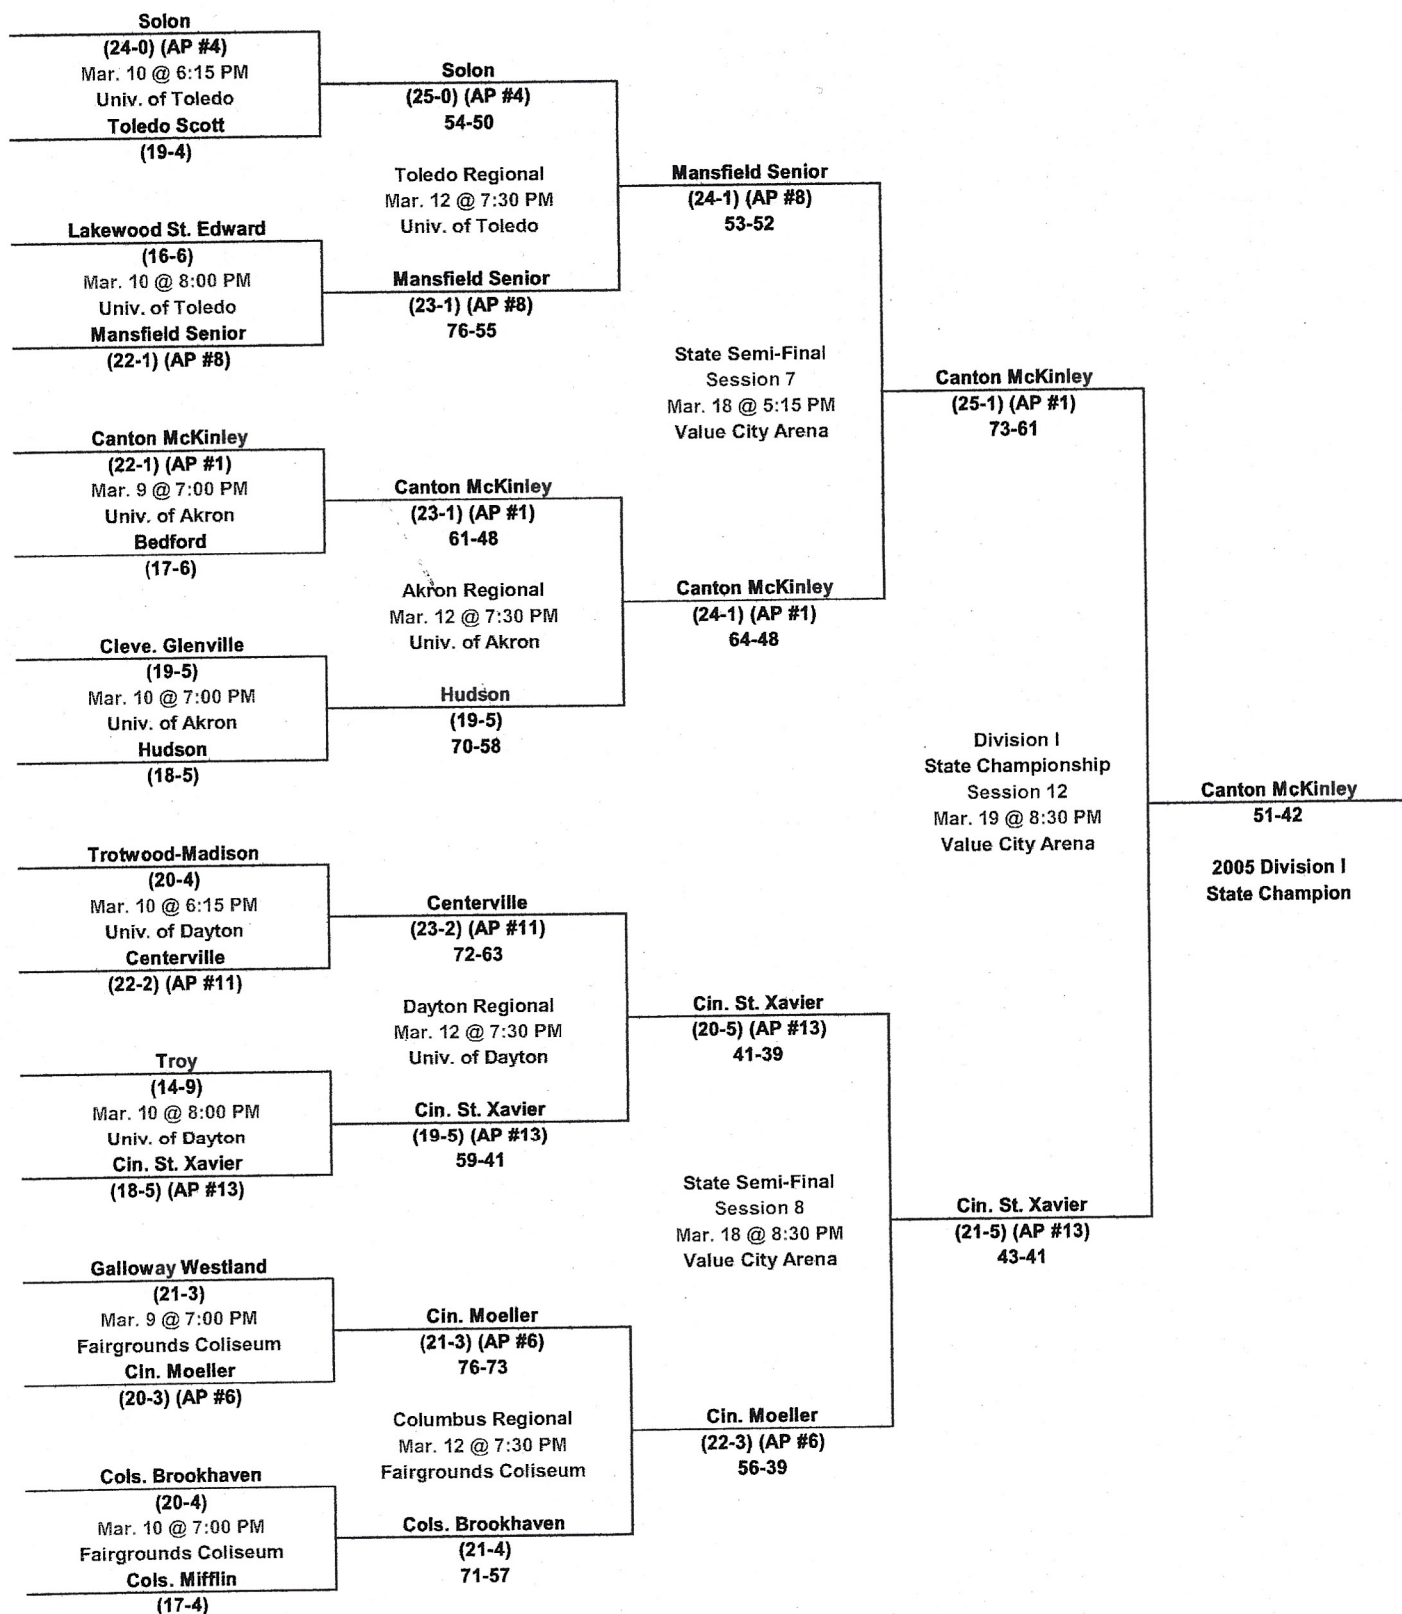 Solon
(24-0) (AP #4)
Mar. 10 @ 6:15 PM
Univ. of Toledo
Toledo Scott
(19-4)
Lakewood St. Edward
(16-6)
Mar. 10 @ 8:00 PM
Univ. of Toledo
Mansfield Senior
(22-1) (AP #8)
Canton McKinley
(22-1) (AP #1)
Mar. 9 @ 7:00 PM
Univ. of Akron
Bedford
(17-6)
Cleve. Glenville
(19-5)
Mar. 10 @ 7:00 PM
Univ. of Akron
Hudson
(18-5)
Trotwood-Madison
(20-4)
Mar. 10 @ 6:15 PM
Univ. of Dayton
Centerville
(22-2) (AP #11)
Troy
(14-9)
Mar. 10 @ 8:00 PM
Univ. of Dayton
Cin. St. Xavier
(18-5) (AP #13)
Galloway Westland
(21-3)
Mar. 9 @ 7:00 PM
Fairgrounds Coliseum
Cin. Moeller
(20-3) (AP #6)
Cols. Brookhaven
(20-4)
Mar. 10 @ 7:00 PM
Fairgrounds Coliseum
Cols. Mifflin
(17-4)
Solon
(25-0) (AP #4)
54-50
Toledo Regional
Mar. 12 @ 7:30 PM
Univ. of Toledo
Mansfield Senior
(23-1) (AP #8)
76-55
Canton McKinley
(23-1) (AP #1)
61-48
Akron Regional
Mar. 12 @ 7:30 PM
Univ. of Akron
Hudson
(19-5)
70-58
Centerville
(23-2) (AP #11)
72-63
Dayton Regional
Mar. 12 @ 7:30 PM
Univ. of Dayton
Cin. St. Xavier
(19-5) (AP #13)
59-41
Cin. Moeller
(21-3) (AP #6)
76-73
Columbus Regional
Mar. 12 @ 7:30 PM
Fairgrounds Coliseum
Cols. Brookhaven
(21-4)
71-57
Mansfield Senior
(24-1) (AP #8)
53-52
State Semi-Final
Session 7
Mar. 18 @ 5:15 PM
Value City Arena
Canton McKinley
(24-1) (AP #1)
64-48
Cin. St. Xavier
(20-5) (AP #13)
41-39
State Semi-Final
Session 8
Mar. 18 @ 8:30 PM
Value City Arena
Cin. Moeller
(22-3) (AP #6)
56-39
Canton McKinley
(25-1) (AP #1)
73-61
Division I
State Championship
Session 12
Mar. 19 @ 8:30 PM
Value City Arena
Cin. St. Xavier
(21-5) (AP #13)
43-41
Canton McKinley
51-42
2005 Division I
State Champion